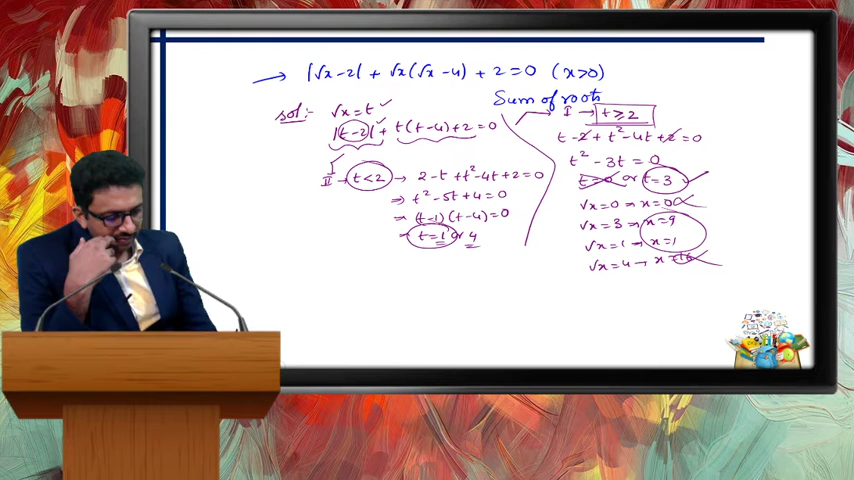 → |√x-2| + √x(√x-4) + 2 = 0 (x>0)
Sum of roots
Sol:- √x = t ✓
|t-2| + t(t-4)+2 = 0
I
II → t<2 → 2-t+t²-4t+2=0
⇒ t²-5t+4=0
⇒ (t-1)(t-4)=0
⇒ t=1 or 4
I → t≥2
t-2+t²-4t+2=0
t²-3t=0
t=0 or t=3
√x=0 ⇒ x=0
√x=3 ⇒ x=9
√x=1 → x=1
√x=4 → x=16